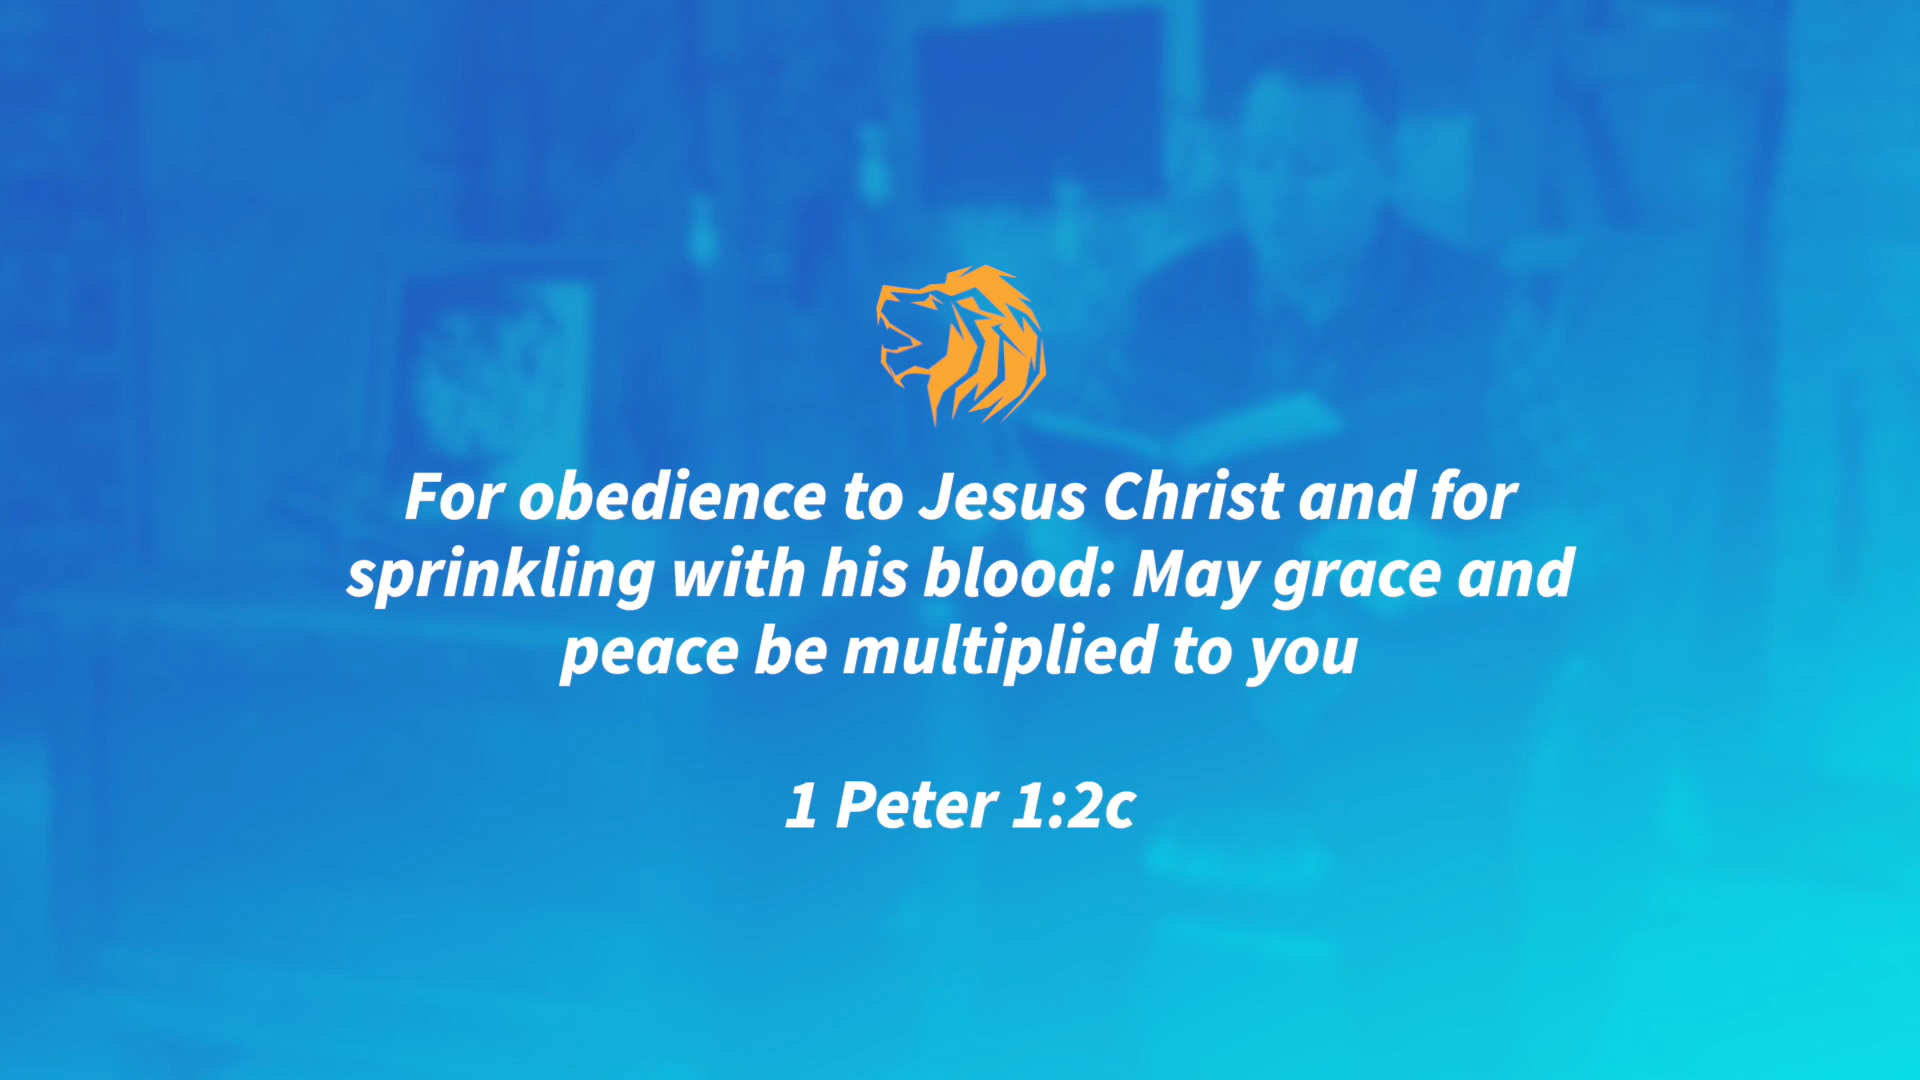 For obedience to Jesus Christ and for
sprinkling with his blood: May grace and
peace be multiplied to you
1 Peter 1:2c